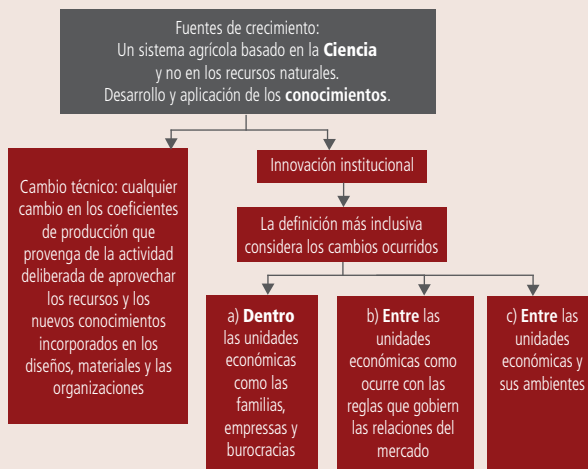 Fuentes de crecimiento:
Un sistema agrícola basado en la Ciencia
y no en los recursos naturales.
Desarrollo y aplicación de los conocimientos.
Cambio técnico: cualquier
cambio en los coeficientes
de producción que
provenga de la actividad
deliberada de aprovechar
los recursos y los
nuevos conocimientos
incorporados en los
diseños, materiales y las
organizaciones
Innovación institucional
La definición más inclusiva
considera los cambios ocurridos
a) Dentro
las unidades
económicas
como las
familias,
empressas y
burocracias
b) Entre las
unidades
económicas como
ocurre con las
reglas que gobiern
las relaciones del
mercado
c) Entre las
unidades
económicas y
sus ambientes